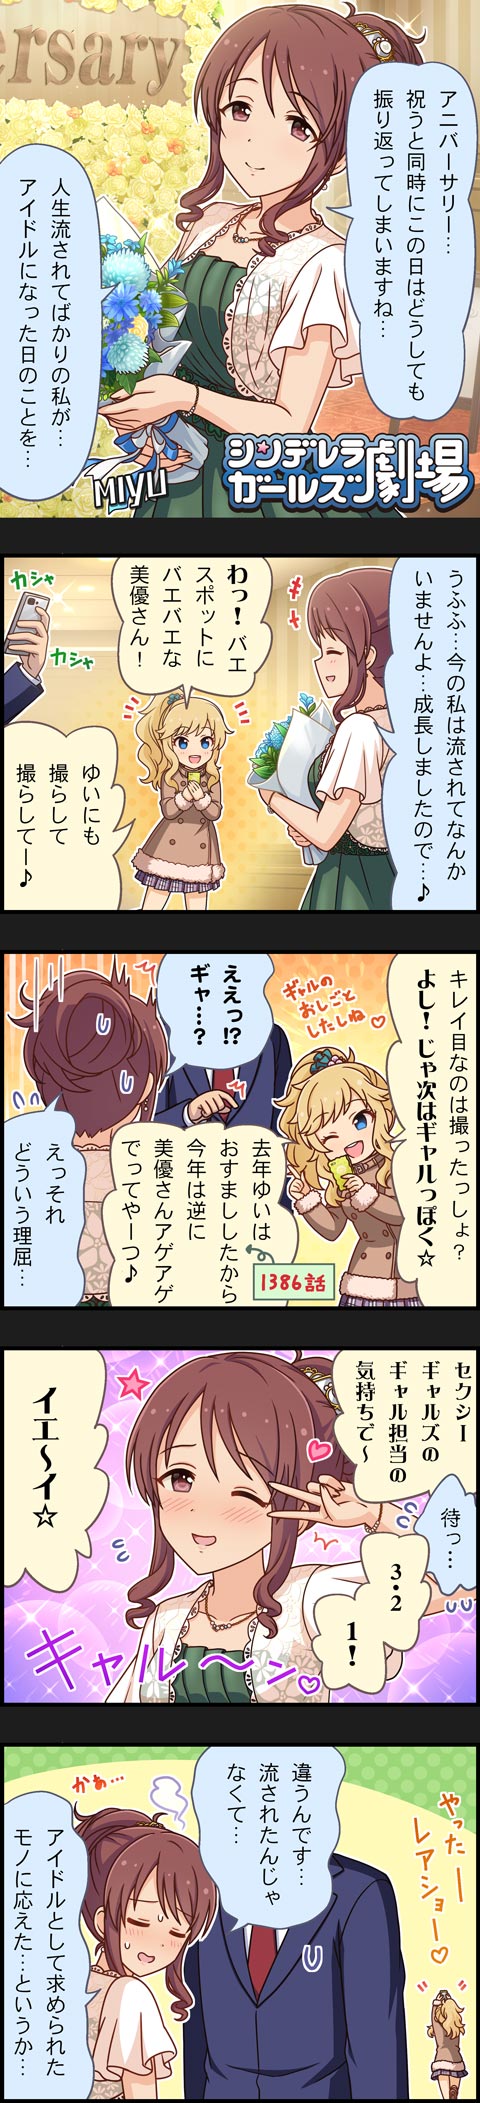 ersary
アニバーサリー…
祝うと同時にこの日はどうしても
振り返ってしまいますね…
人生流されてばかりの私が…
アイドルになった日のことを…
MIYU
シンデレラ
ガールズ劇場
うふふ…今の私は流されてなんか
いませんよ…成長しましたので…♪
わっ！バエ
スポットに
バエバエな
美優さん！
カシャ
カシャ
ゆいにも
撮らして
撮らしてー♪
キレイ目なのは撮ったっしょ？
よし！じゃ次はギャルっぽく☆
ギャルの
おしごと
したしね♡
ええっ!?
ギャ…？
去年ゆいは
おすまししたから
今年は逆に
美優さんアゲアゲ
でってやーつ♪
1386話
えっそれ
どういう理屈…
セクシー
ギャルズの
ギャル担当の
気持ちで～
待っ…
3・2
1！
イエ～イ☆
キャル～ン♡
やったー
レアショー♡
違うんです…
流されたんじゃ
なくて…
かぁ…
アイドルとして求められた
モノに応えた…というか…